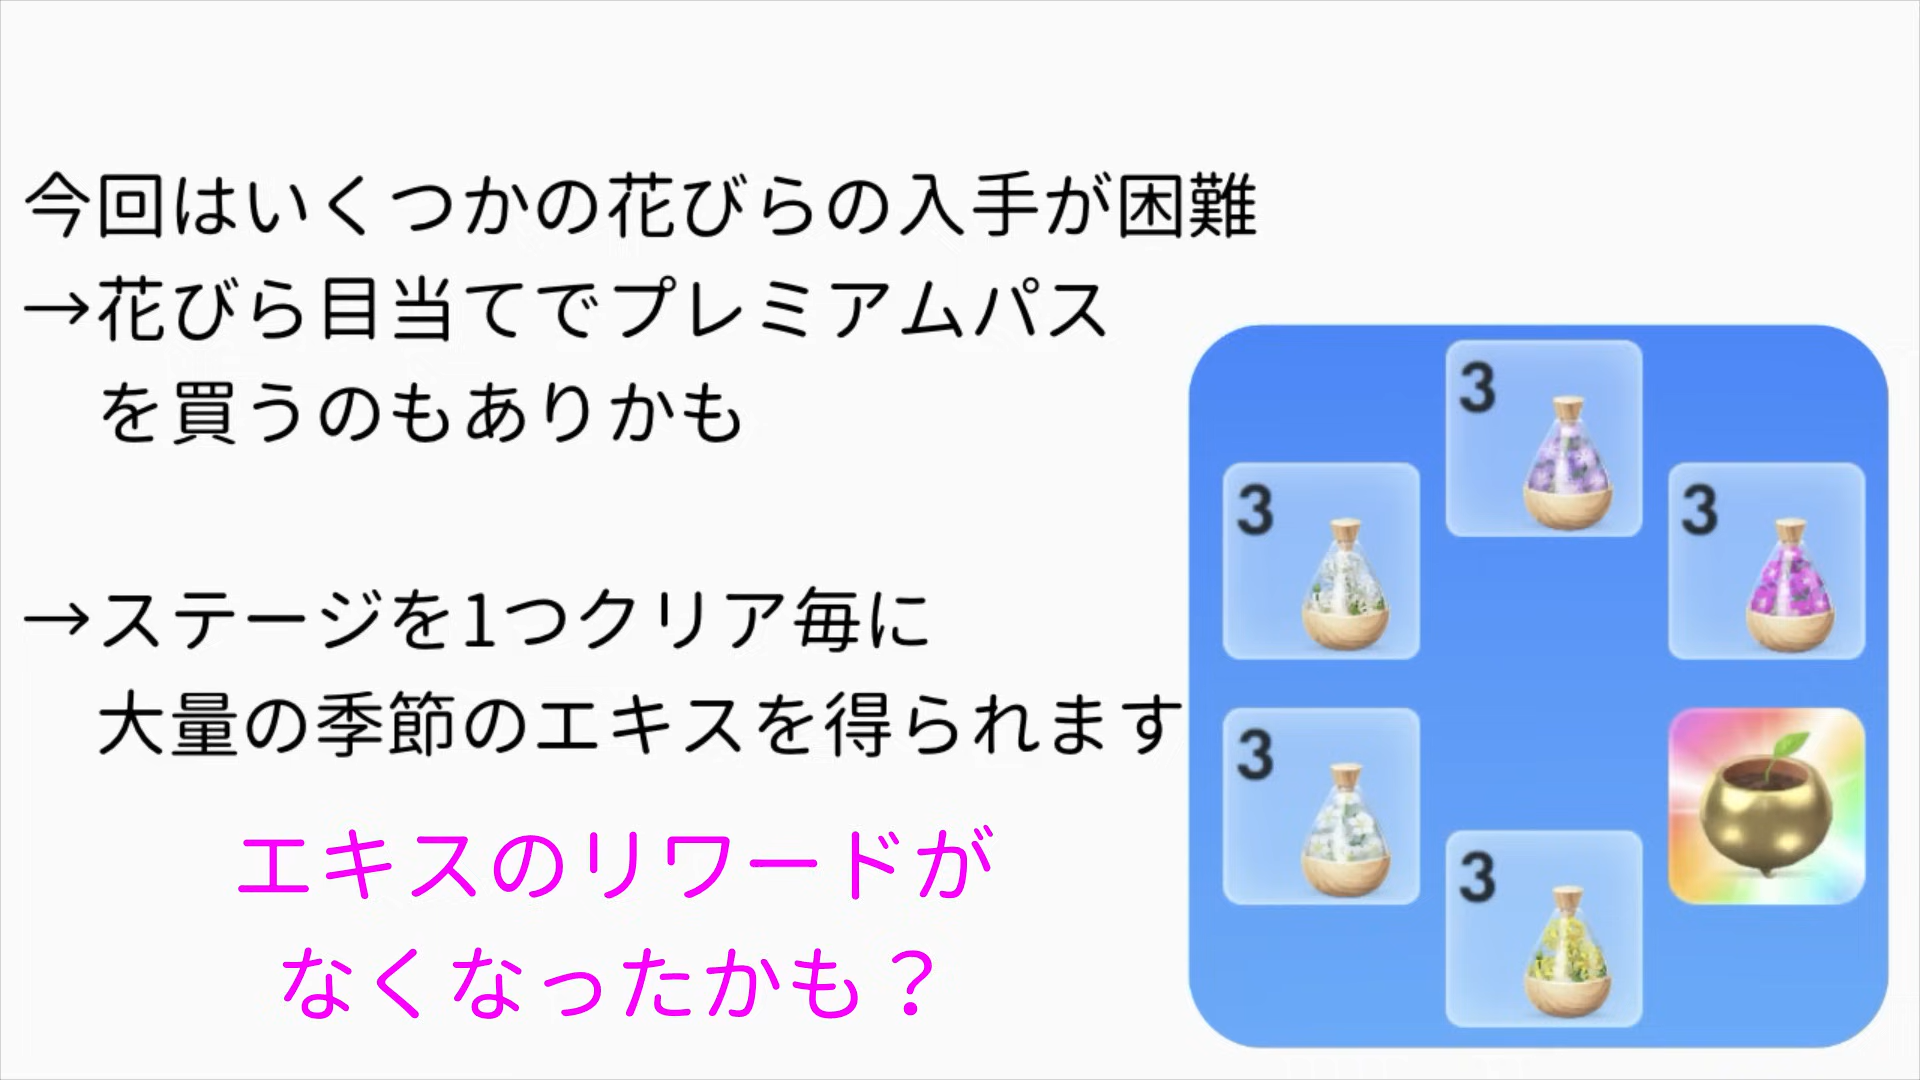 今回はいくつかの花びらの入手が困難
→花びら目当てでプレミアムパス
を買うのもありかも
→ステージを1つクリア毎に
大量の季節のエキスを得られます
エキスのリワードが
なくなったかも？
3
3
3
3
3